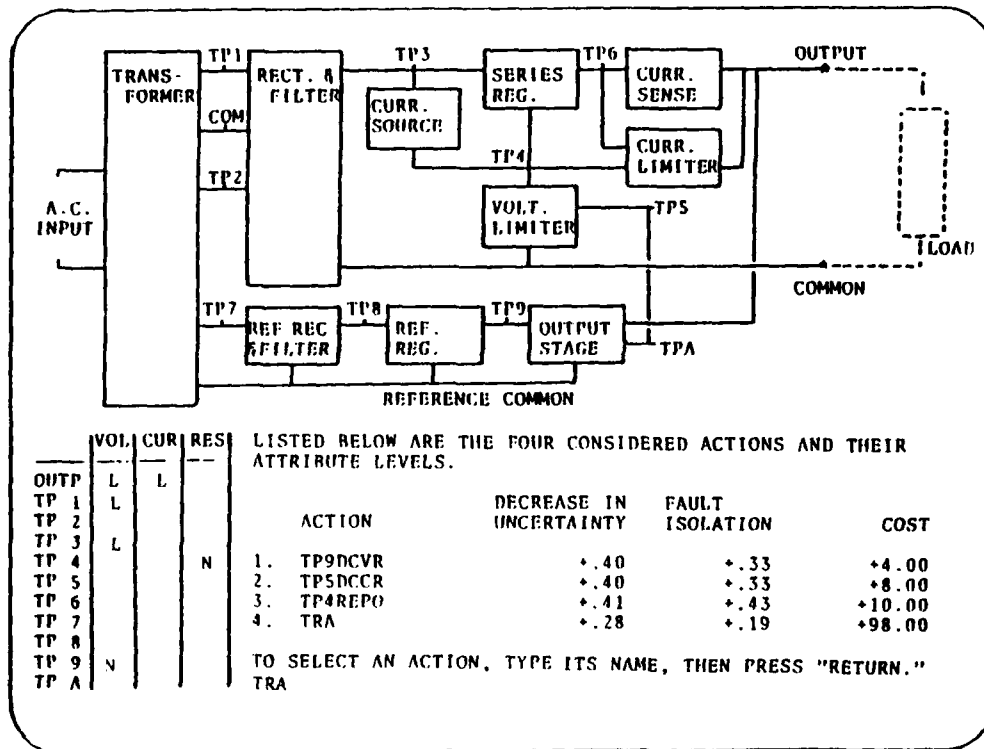 OUTPUT
TP1
TP3
TP6
TRANS-
FORMER
RECT. &
FILTER
SERIES
REG.
CURR.
SENSE
COM
CURR.
SOURCE
CURR.
LIMITER
TP4
TP2
A.C.
INPUT
VOLT.
LIMITER
TP5
LOAD
COMMON
TP7
TP8
TP9
REF REC
&FILTER
REF.
REG.
OUTPUT
STAGE
TPA
REFERENCE COMMON
VOL CUR RES
OUTP L L
TP 1 L
TP 2
TP 3 L
TP 4 N
TP 5
TP 6
TP 7
TP 8
TP 9 N
TP A
LISTED BELOW ARE THE FOUR CONSIDERED ACTIONS AND THEIR
ATTRIBUTE LEVELS.
DECREASE IN FAULT
ACTION UNCERTAINTY ISOLATION COST
1. TP9DCVR +.40 +.33 +4.00
2. TP5DCCR +.40 +.33 +8.00
3. TP4REPO +.41 +.43 +10.00
4. TRA +.28 +.19 +98.00
TO SELECT AN ACTION, TYPE ITS NAME, THEN PRESS "RETURN."
TRA